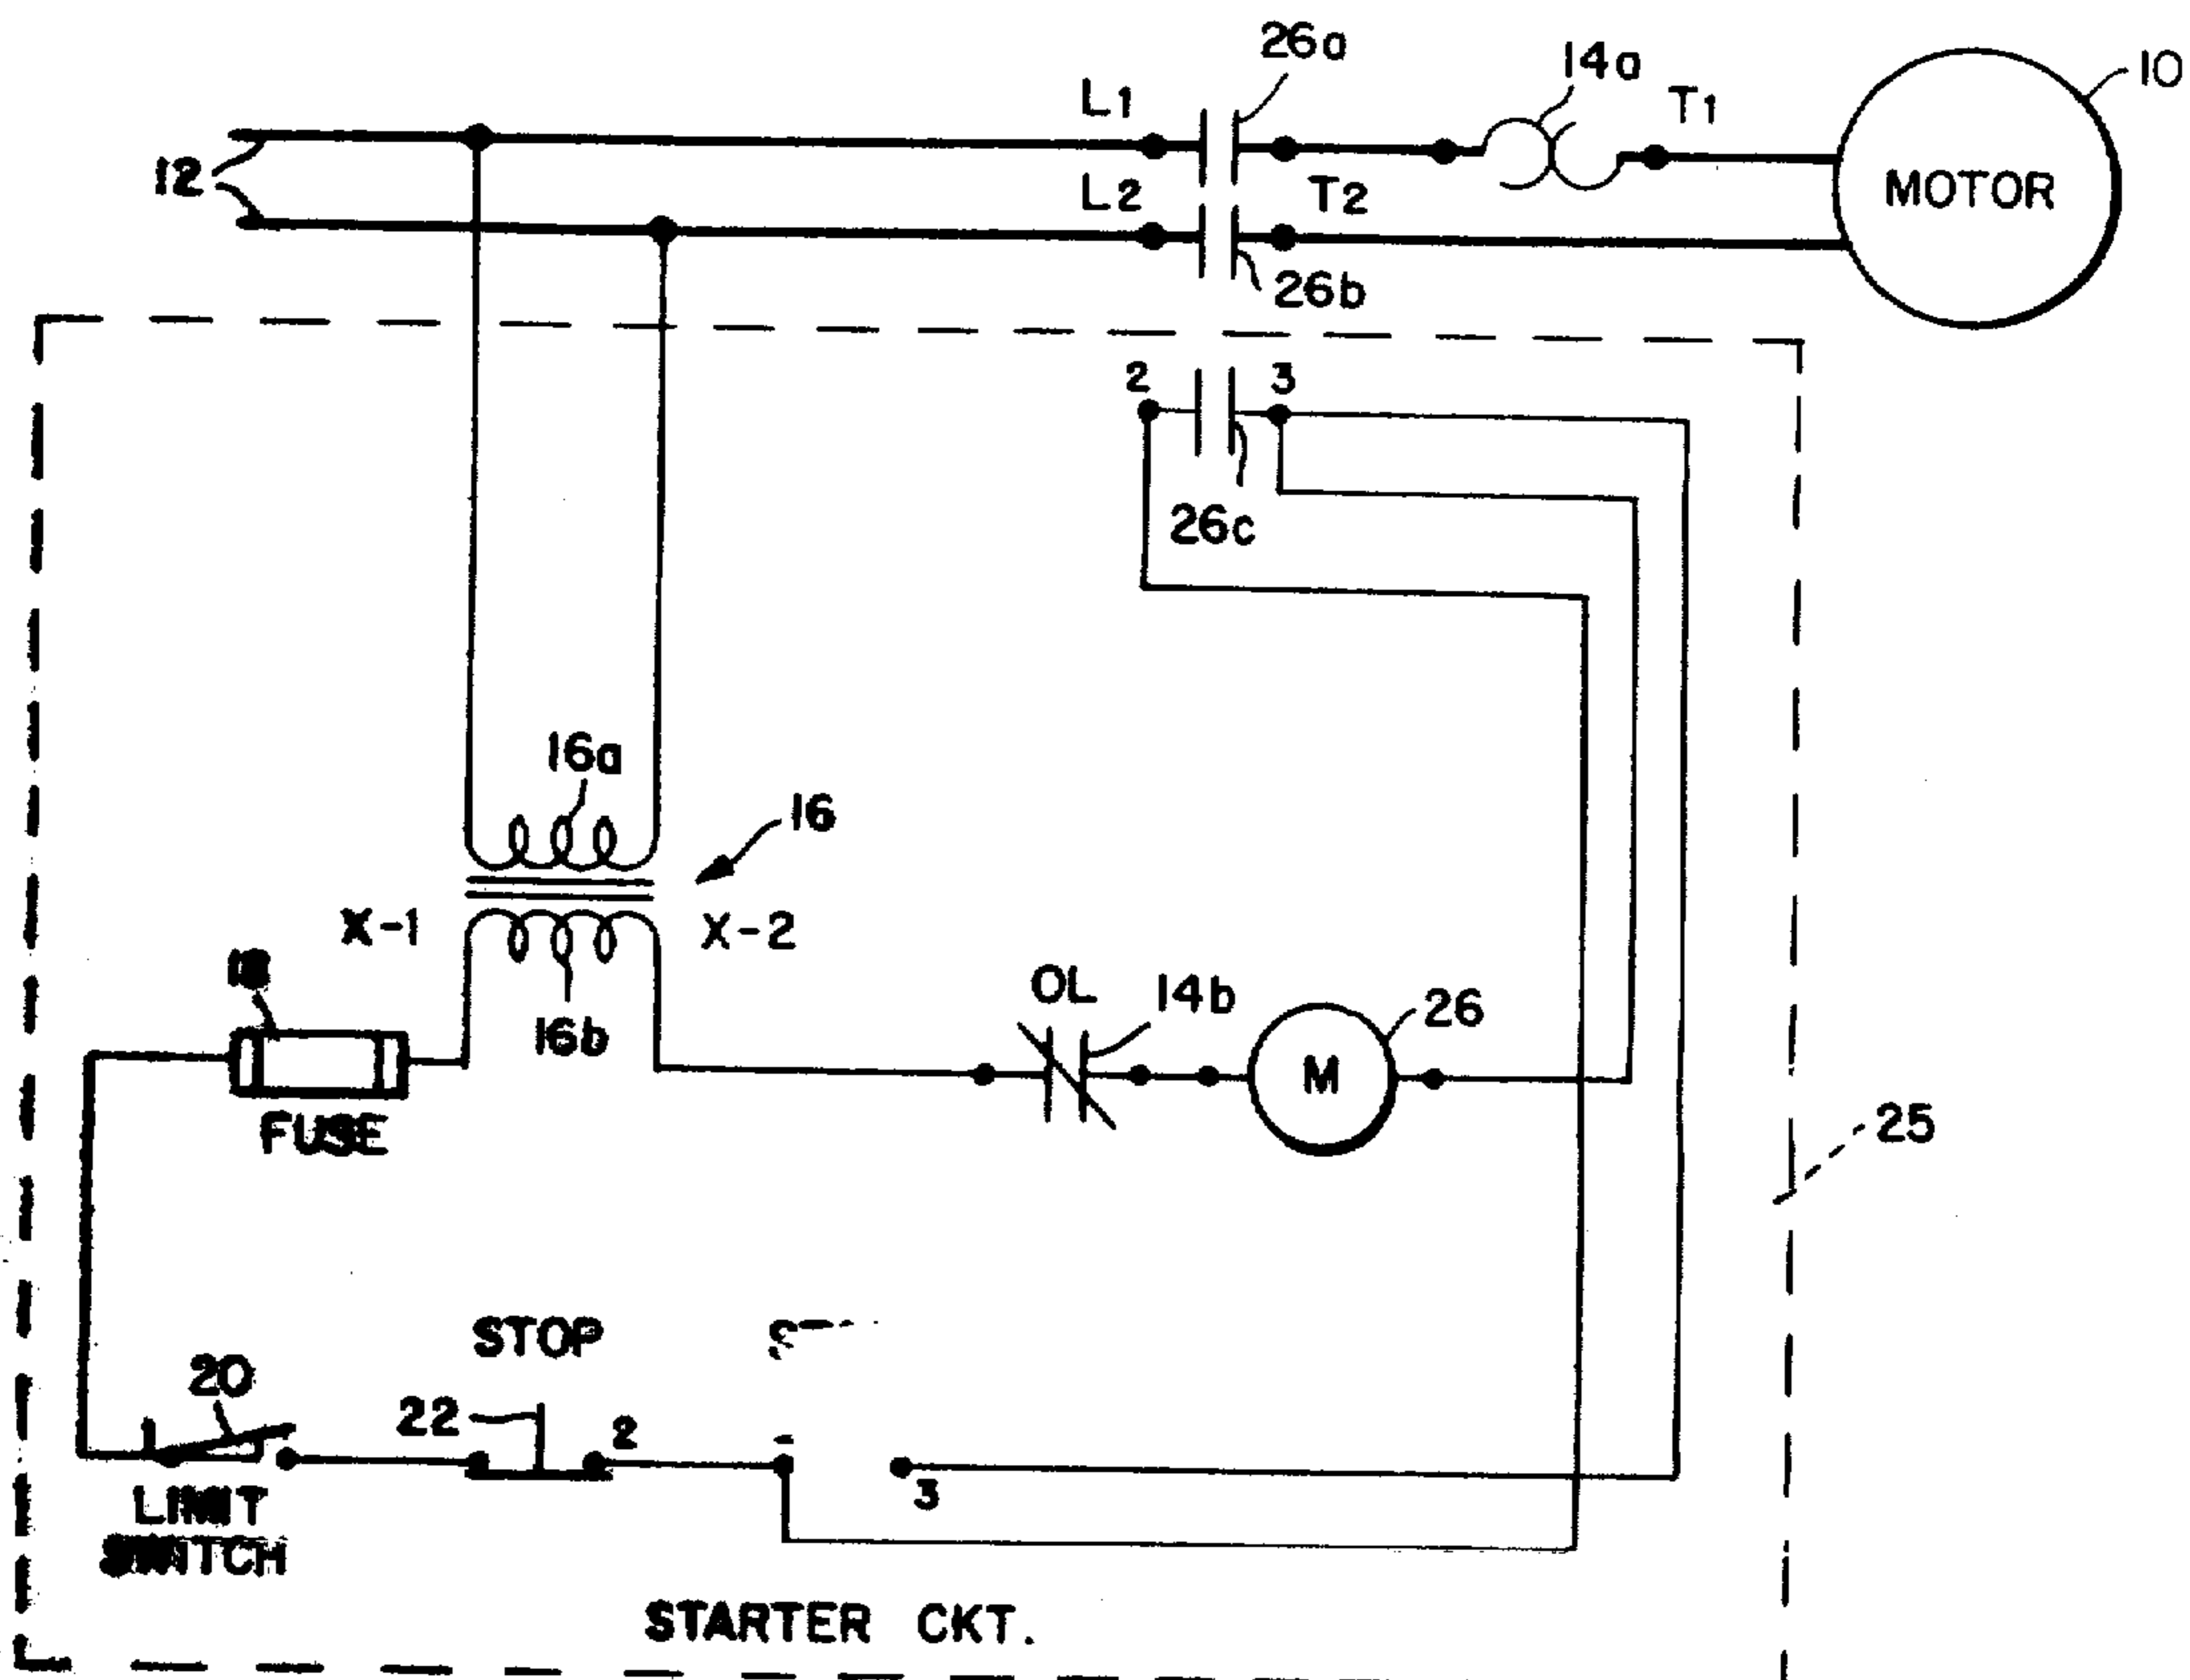 26a
14a
10
L1
T1
12
MOTOR
L2
T2
26b
2
3
26c
16a
16
X-1
X-2
18
OL
14b
26
16b
M
FUSE
25
STOP
20
22
2
1
3
LIMIT
SWITCH
STARTER CKT.